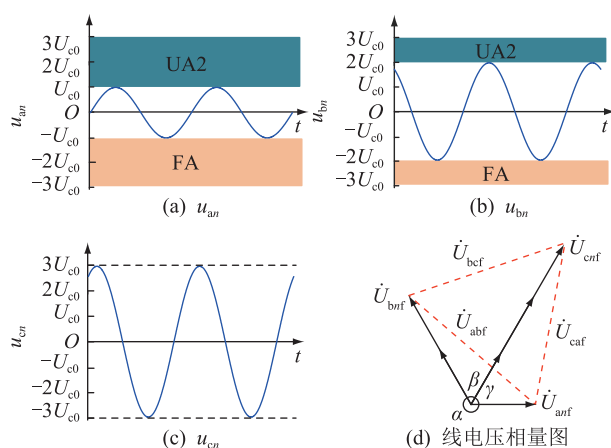 3U_c0
2U_c0
U_c0
O
−U_c0
−2U_c0
−3U_c0
u_an
UA2
FA
t
(a) u_an
3U_c0
2U_c0
U_c0
O
−U_c0
−2U_c0
−3U_c0
u_bn
UA2
FA
t
(b) u_bn
3U_c0
2U_c0
U_c0
O
−U_c0
−2U_c0
−3U_c0
u_cn
t
(c) u_cn
U̇_bcf
U̇_cnf
U̇_bnf
U̇_abf
U̇_caf
β
γ
α
U̇_anf
(d) 线电压相量图